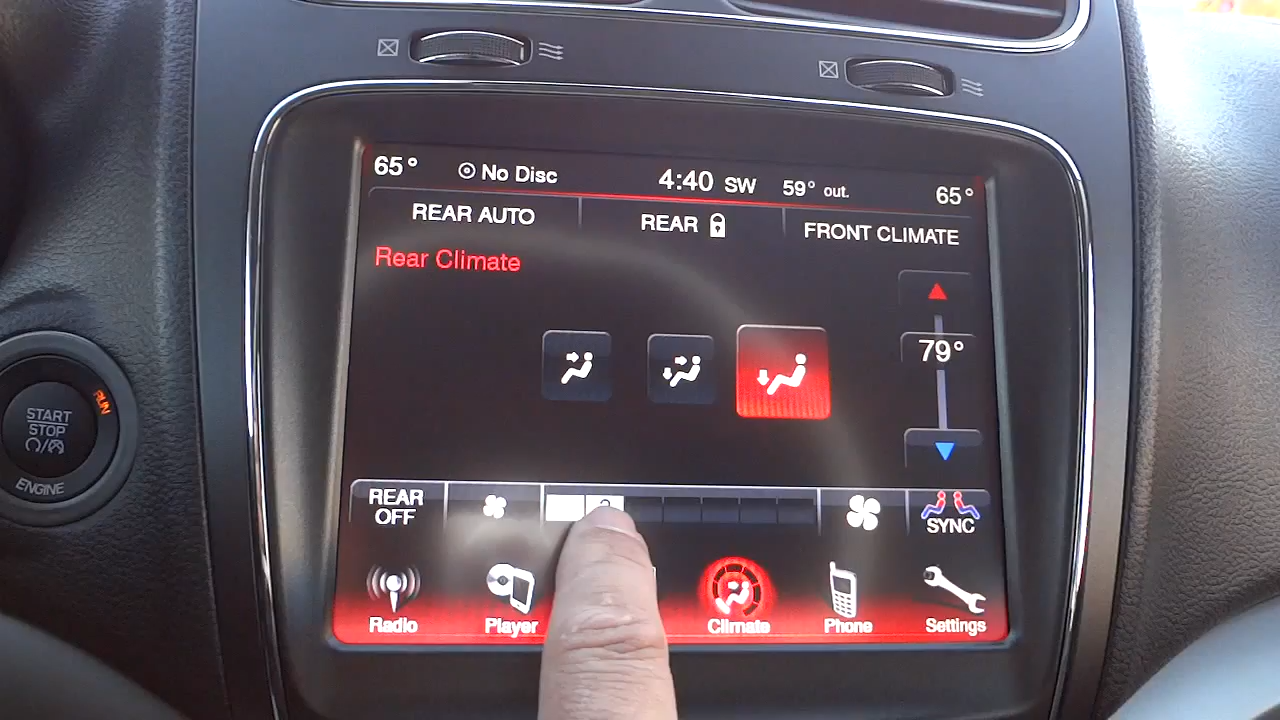 65° No Disc 4:40 SW 59° out. 65°
REAR AUTO REAR FRONT CLIMATE
Rear Climate
79°
START
STOP
RUN
ENGINE
REAR
OFF
2
SYNC
Radio Player Climate Phone Settings